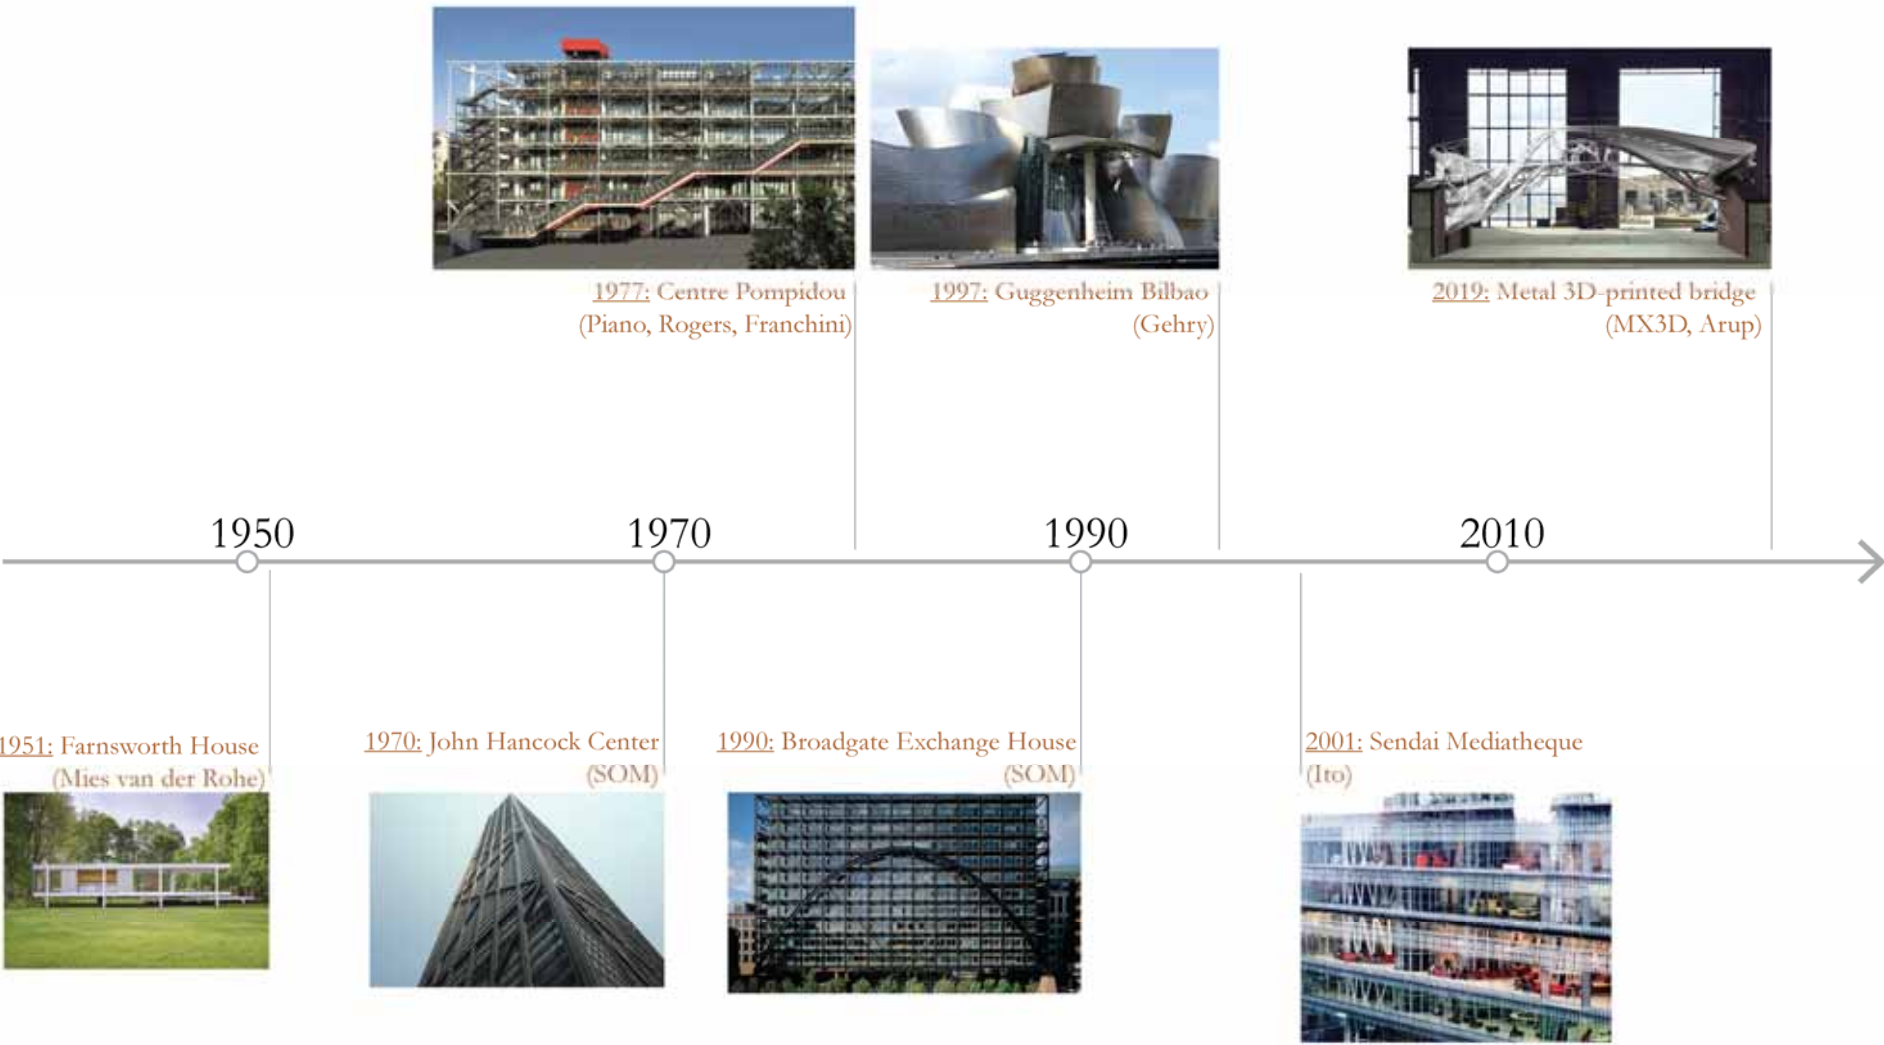 1977: Centre Pompidou
(Piano, Rogers, Franchini)
1997: Guggenheim Bilbao
(Gehry)
2019: Metal 3D-printed bridge
(MX3D, Arup)
1950
1970
1990
2010
1951: Farnsworth House
(Mies van der Rohe)
1970: John Hancock Center
(SOM)
1990: Broadgate Exchange House
(SOM)
2001: Sendai Mediatheque
(Ito)